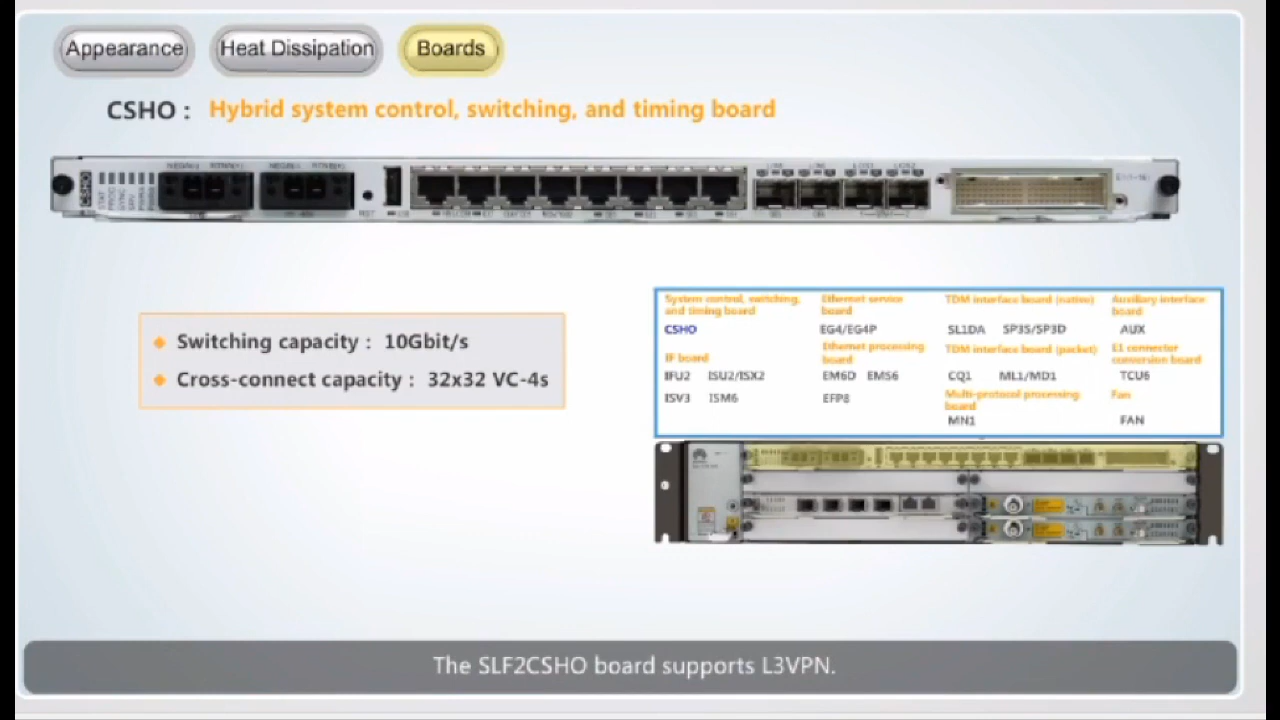 Appearance
Heat Dissipation
Boards
CSHO : Hybrid system control, switching, and timing board
CSHO
Switching capacity : 10Gbit/s
Cross-connect capacity : 32x32 VC-4s
System control, switching, and timing board
CSHO
IF board
IFU2 ISU2/ISX2
ISV3 ISM6
Ethernet service board
EG4/EG4P
Ethernet processing board
EM6D EMS6
EFP8
TDM interface board (native)
SL1DA SP3S/SP3D
TDM interface board (packet)
CQ1 ML1/MD1
Multi-protocol processing board
MN1
Auxiliary interface board
AUX
E1 connector conversion board
TCU6
Fan
FAN
The SLF2CSHO board supports L3VPN.